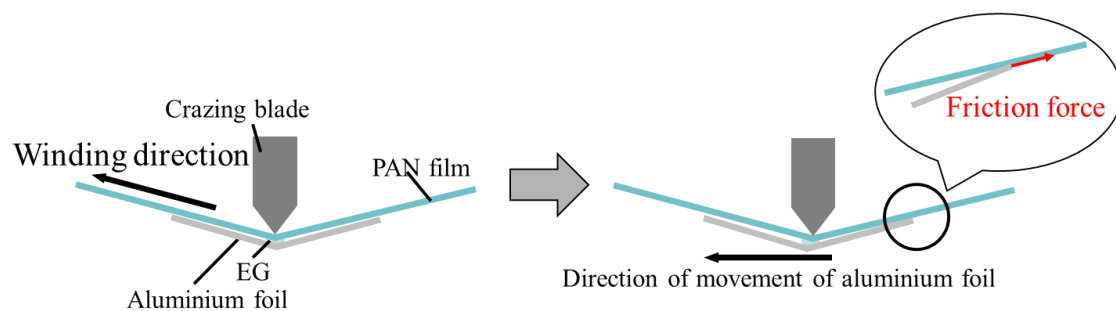 Crazing blade
Winding direction
PAN film
EG
Aluminium foil
Friction force
Direction of movement of aluminium foil